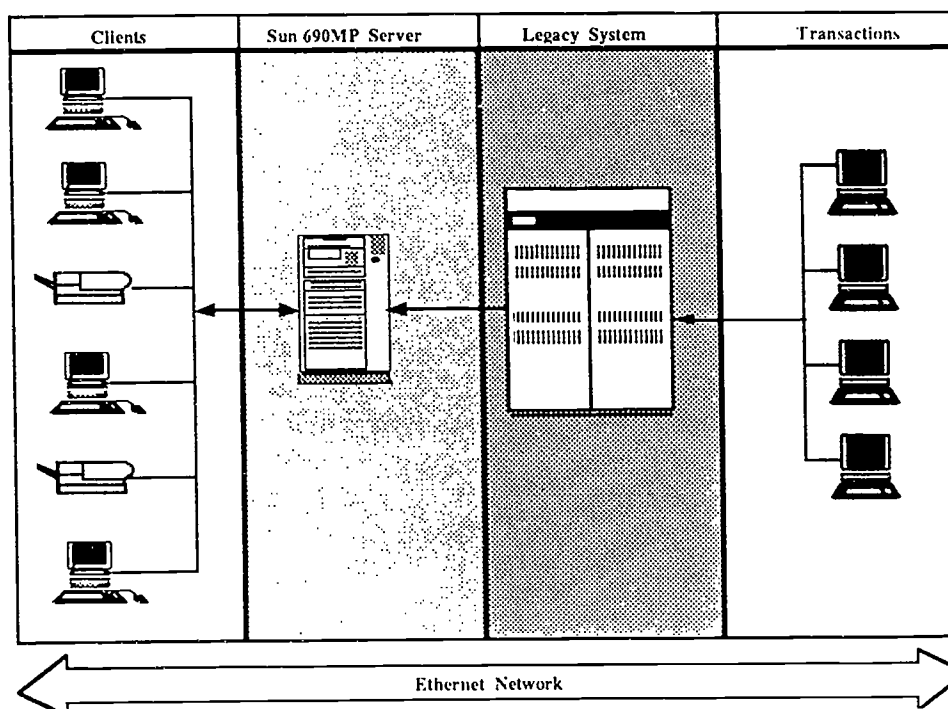 Clients
Sun 690MP Server
Legacy System
Transactions
Ethernet Network